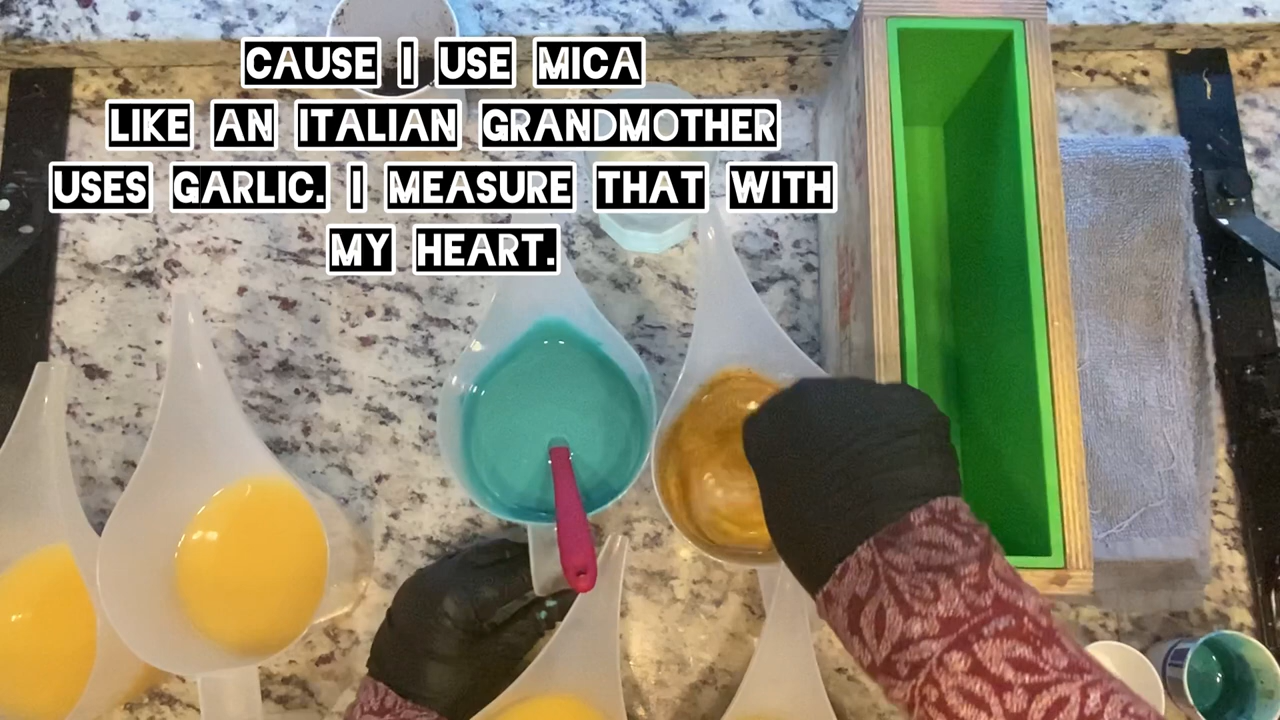 CAUSE I USE MICA
LIKE AN ITALIAN GRANDMOTHER
USES GARLIC. I MEASURE THAT WITH
MY HEART.